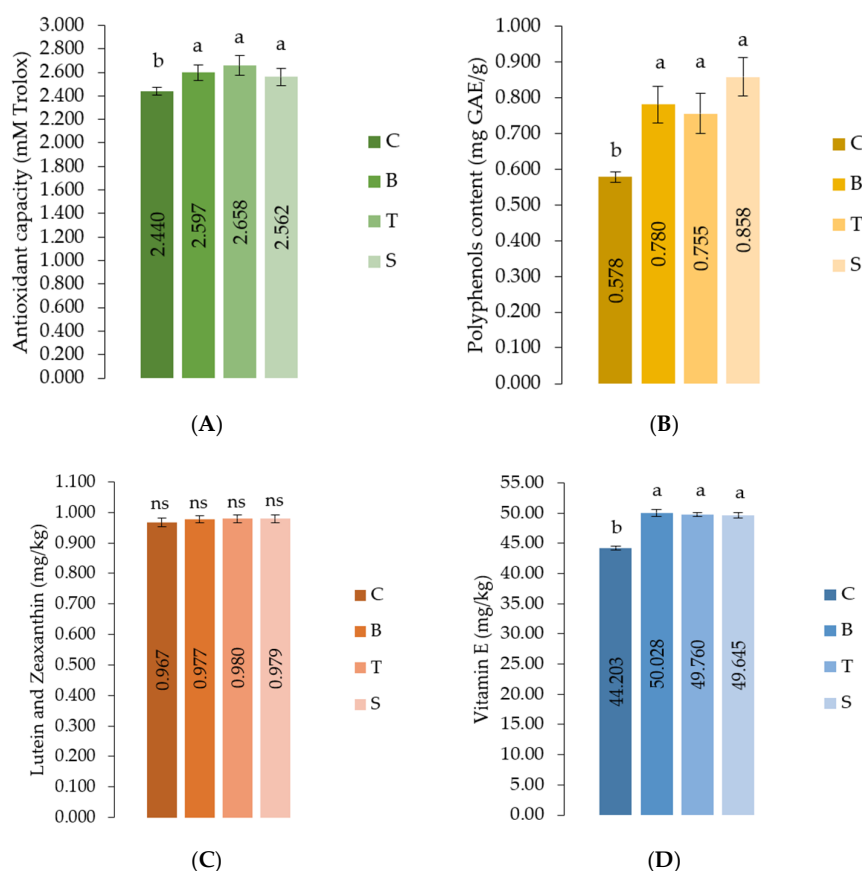 Antioxidant capacity (mM Trolox)
3.000
2.800
2.600
2.400
2.200
2.000
1.800
1.600
1.400
1.200
1.000
0.800
0.600
0.400
0.200
0.000
b
a
a
a
2.440
2.597
2.658
2.562
C
B
T
S
(A)
Polyphenols content (mg GAE/g)
1.000
0.900
0.800
0.700
0.600
0.500
0.400
0.300
0.200
0.100
0.000
b
a
a
a
0.578
0.780
0.755
0.858
C
B
T
S
(B)
Lutein and Zeaxanthin (mg/kg)
1.100
1.000
0.900
0.800
0.700
0.600
0.500
0.400
0.300
0.200
0.100
0.000
ns
ns
ns
ns
0.967
0.977
0.980
0.979
C
B
T
S
(C)
Vitamin E (mg/kg)
55.00
50.00
45.00
40.00
35.00
30.00
25.00
20.00
15.00
10.00
5.00
0.00
b
a
a
a
44.203
50.028
49.760
49.645
C
B
T
S
(D)